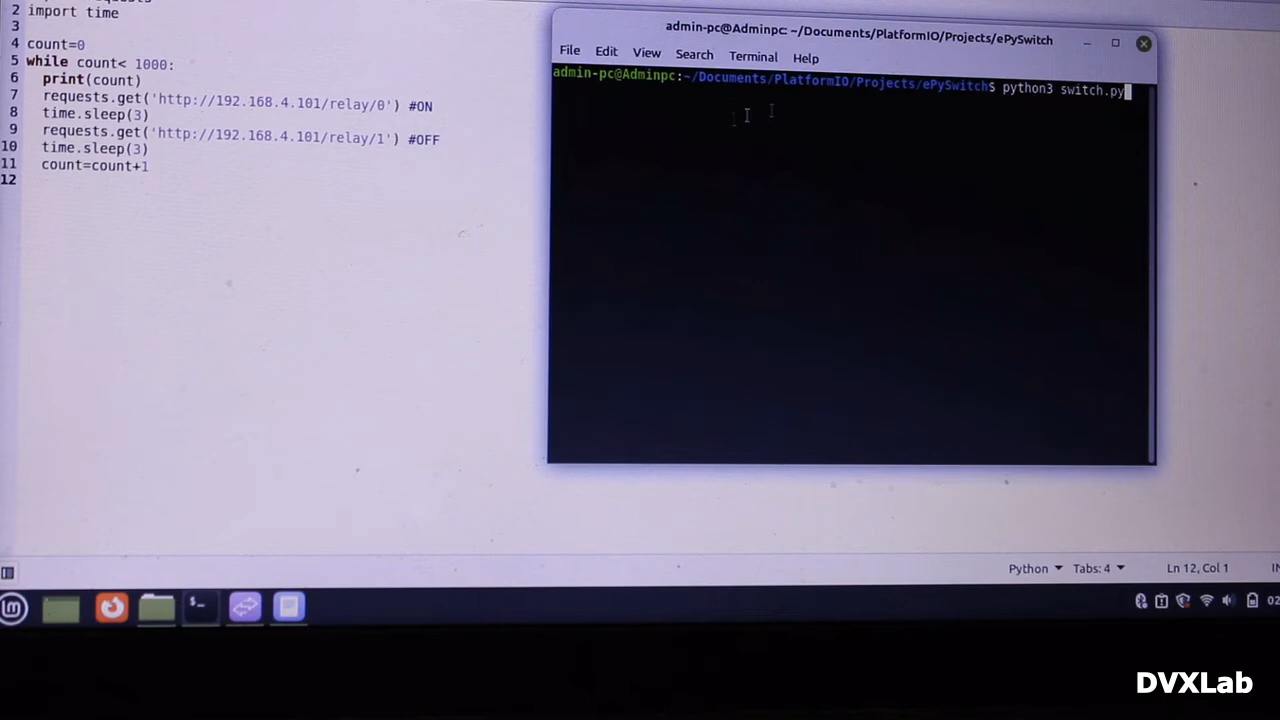 2 import time
3
4 count=0
5 while count< 1000:
6 print(count)
7 requests.get('http://192.168.4.101/relay/0') #ON
8 time.sleep(3)
9 requests.get('http://192.168.4.101/relay/1') #OFF
10 time.sleep(3)
11 count=count+1
12
admin-pc@Adminpc: ~/Documents/PlatformIO/Projects/ePySwitch
File Edit View Search Terminal Help
admin-pc@Adminpc:~/Documents/PlatformIO/Projects/ePySwitch$ python3 switch.py
Python Tabs: 4 Ln 12, Col 1
02
DVXLab